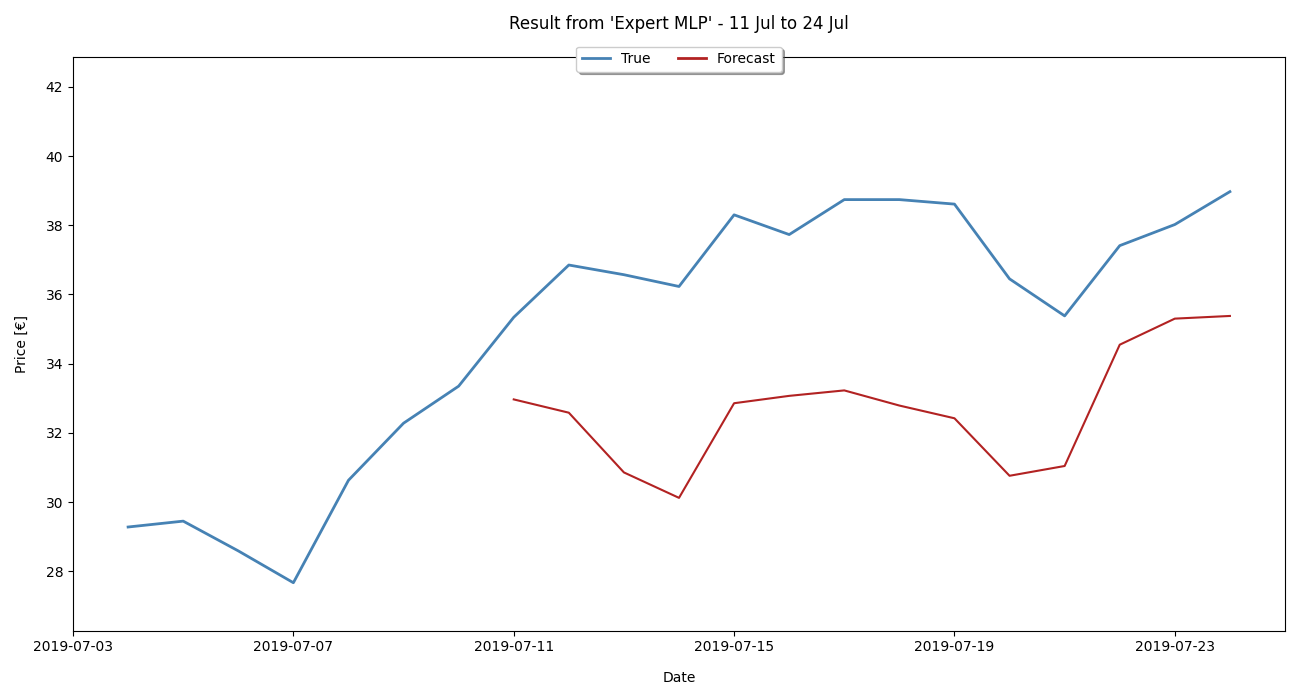 Result from 'Expert MLP' - 11 Jul to 24 Jul
True Forecast
Price [€]
42
40
38
36
34
32
30
28
2019-07-03 2019-07-07 2019-07-11 2019-07-15 2019-07-19 2019-07-23
Date